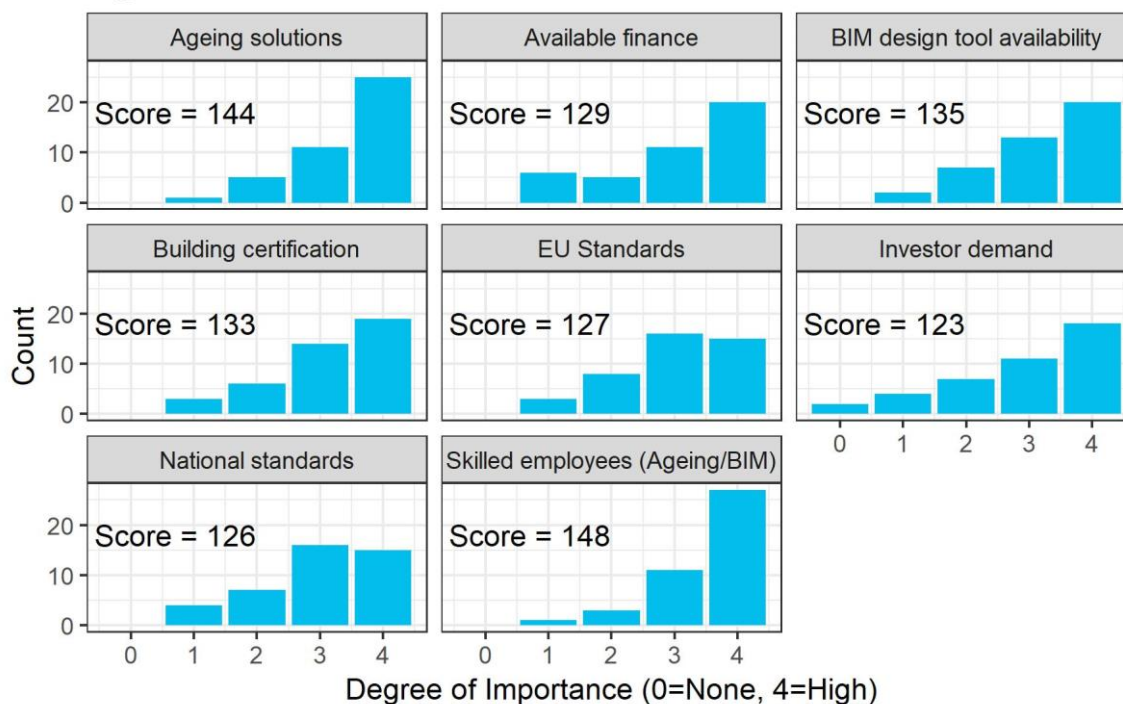 Ageing solutions
Available finance
BIM design tool availability
20
10
0
Score = 144
Score = 129
Score = 135
Building certification
EU Standards
Investor demand
Count
20
10
0
Score = 133
Score = 127
Score = 123
0 1 2 3 4
National standards
Skilled employees (Ageing/BIM)
20
10
0
Score = 126
Score = 148
0 1 2 3 4
0 1 2 3 4
Degree of Importance (0=None, 4=High)